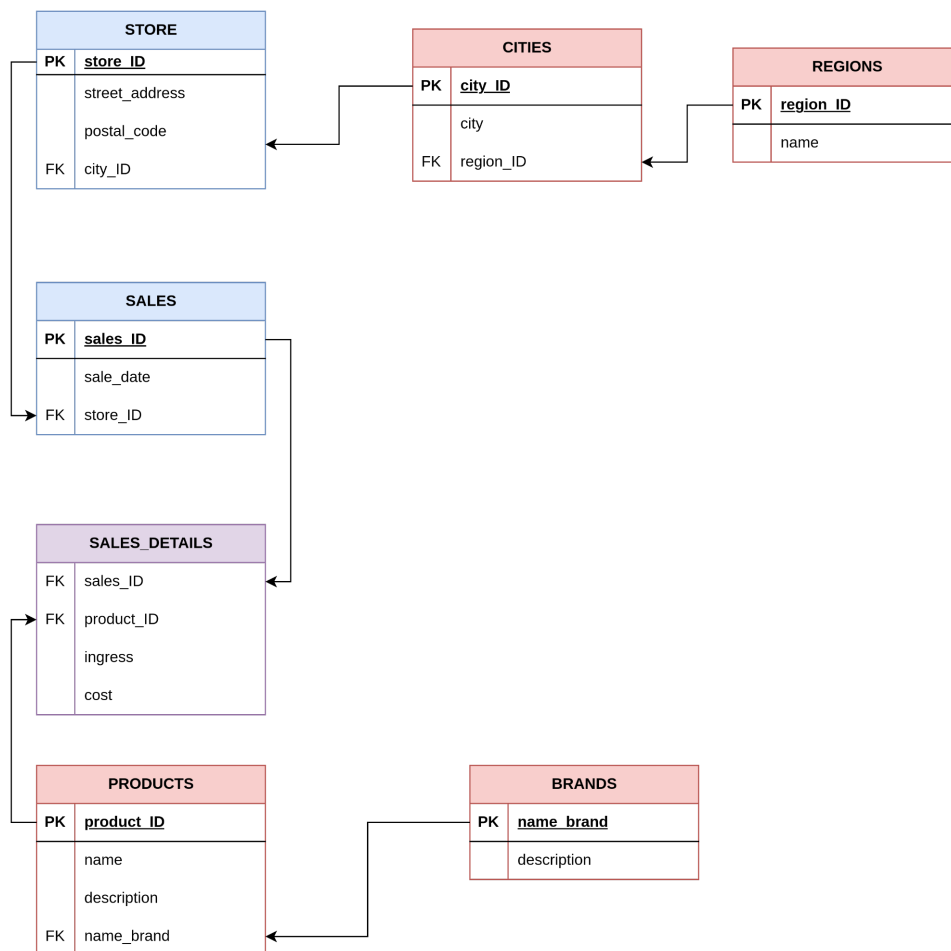 STORE
PK store_ID
street_address
postal_code
FK city_ID
CITIES
PK city_ID
city
FK region_ID
REGIONS
PK region_ID
name
SALES
PK sales_ID
sale_date
FK store_ID
SALES_DETAILS
FK sales_ID
FK product_ID
ingress
cost
PRODUCTS
PK product_ID
name
description
FK name_brand
BRANDS
PK name_brand
description